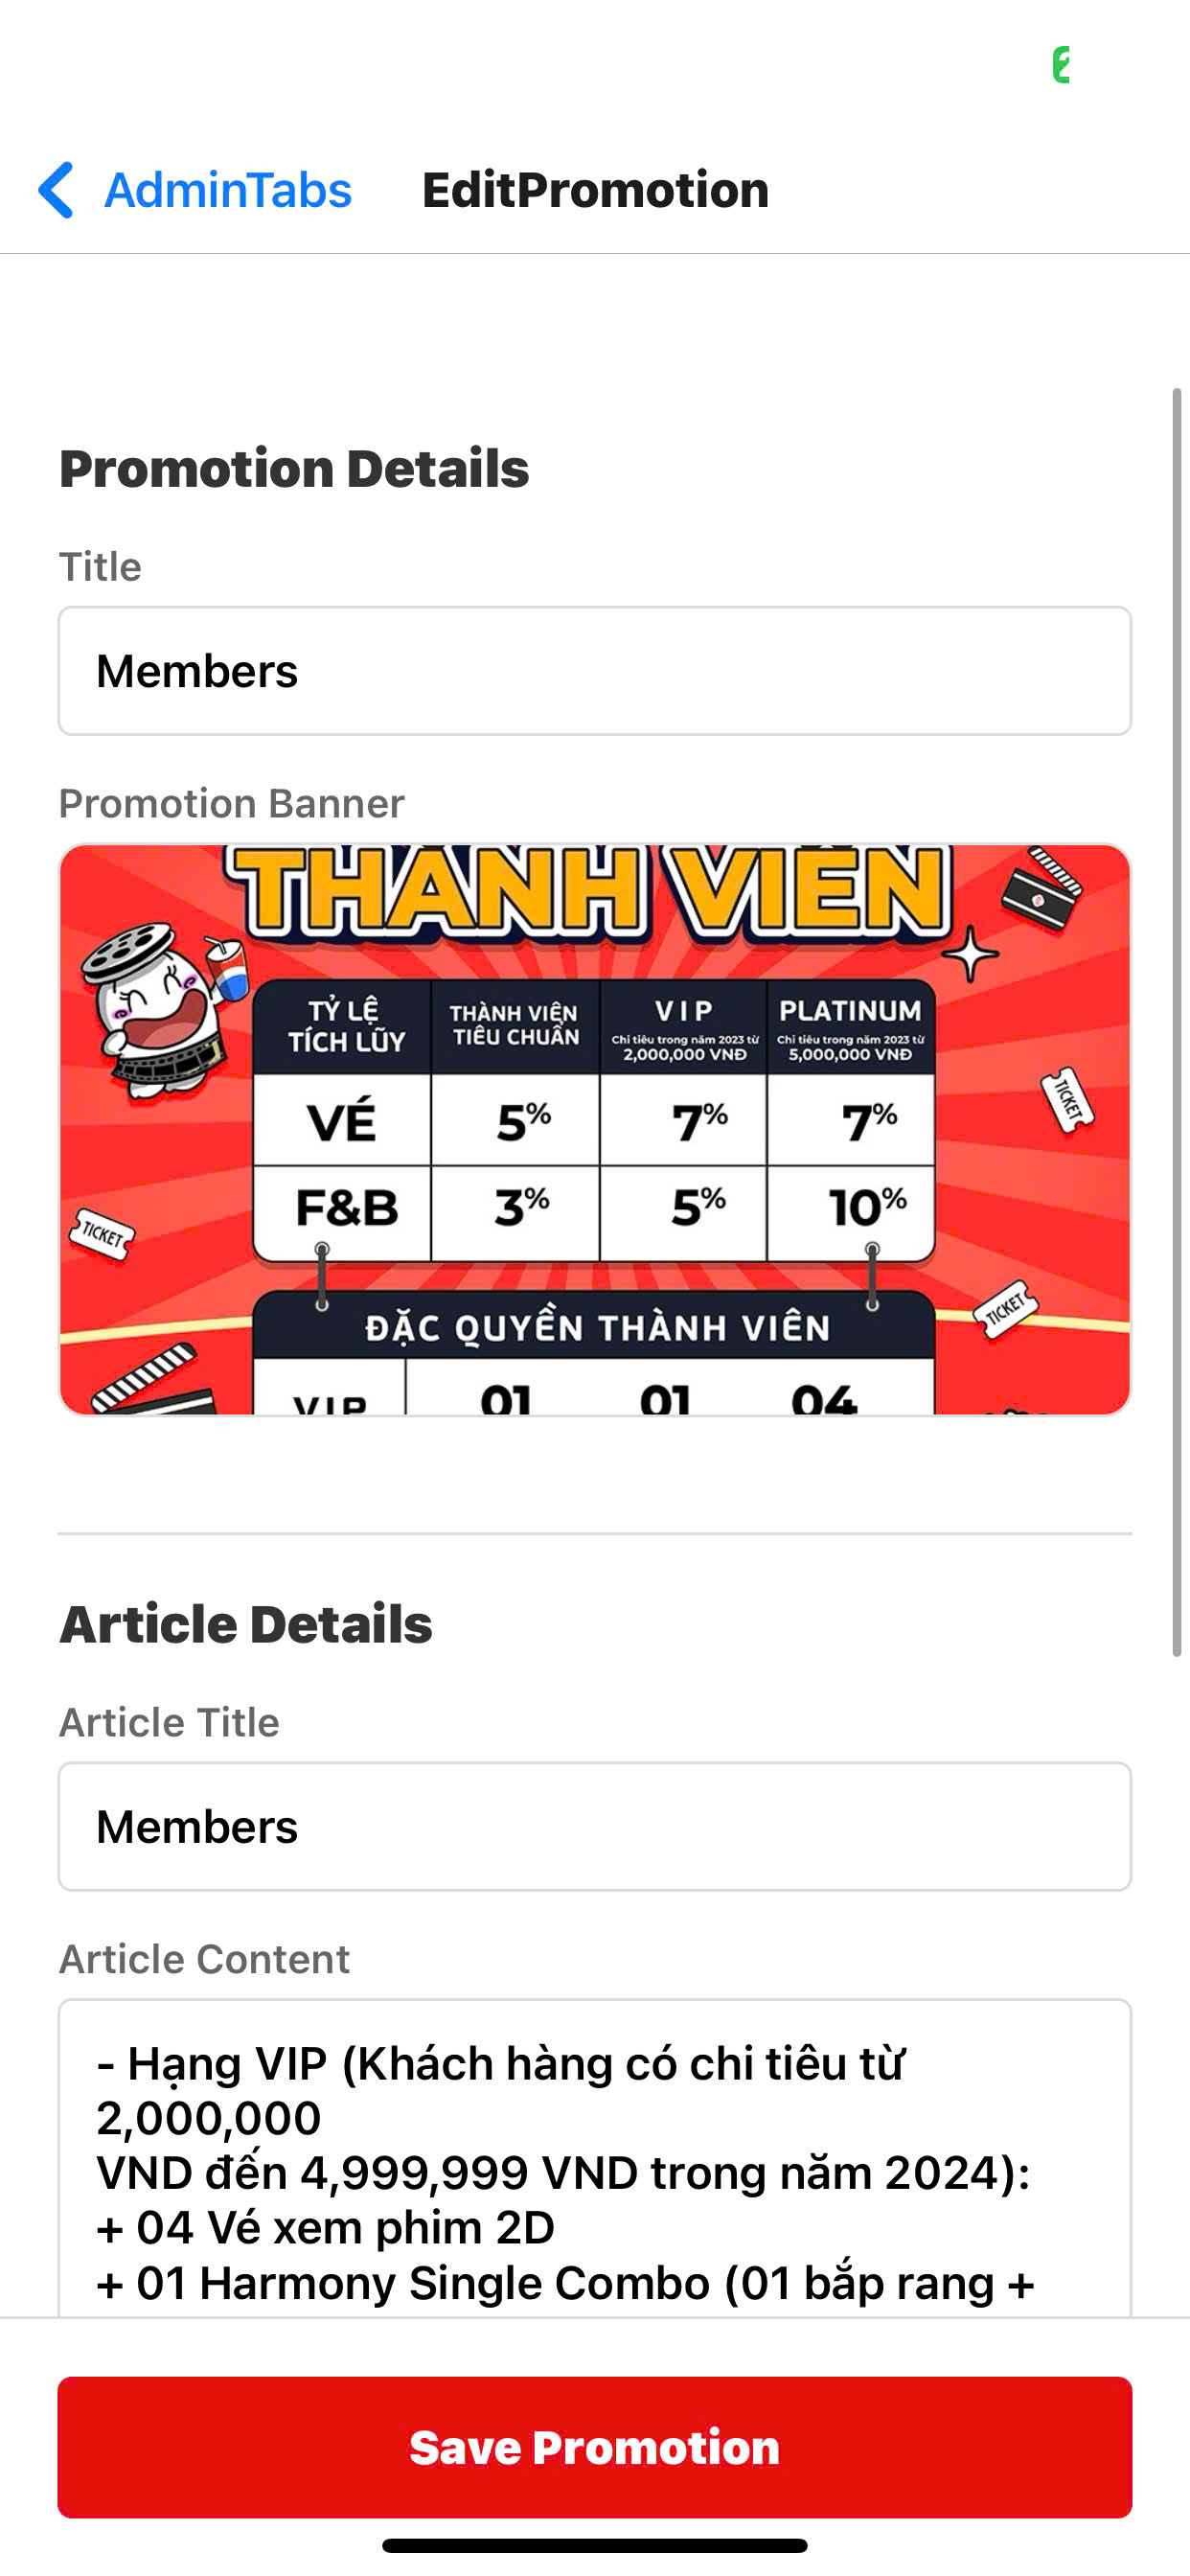 AdminTabs
EditPromotion
Promotion Details
Title
Members
Promotion Banner
THÀNH VIÊN
TỶ LỆ
TÍCH LŨY
THÀNH VIÊN
TIÊU CHUẨN
VIP
Chi tiêu trong năm 2023 từ
2,000,000 VNĐ
PLATINUM
Chi tiêu trong năm 2023 từ
5,000,000 VNĐ
VÉ 5% 7% 7%
F&B 3% 5% 10%
TICKET
TICKET
TICKET
ĐẶC QUYỀN THÀNH VIÊN
VIP 01 01 04
Article Details
Article Title
Members
Article Content
- Hạng VIP (Khách hàng có chi tiêu từ
2,000,000
VND đến 4,999,999 VND trong năm 2024):
+ 04 Vé xem phim 2D
+ 01 Harmony Single Combo (01 bắp rang +
Save Promotion